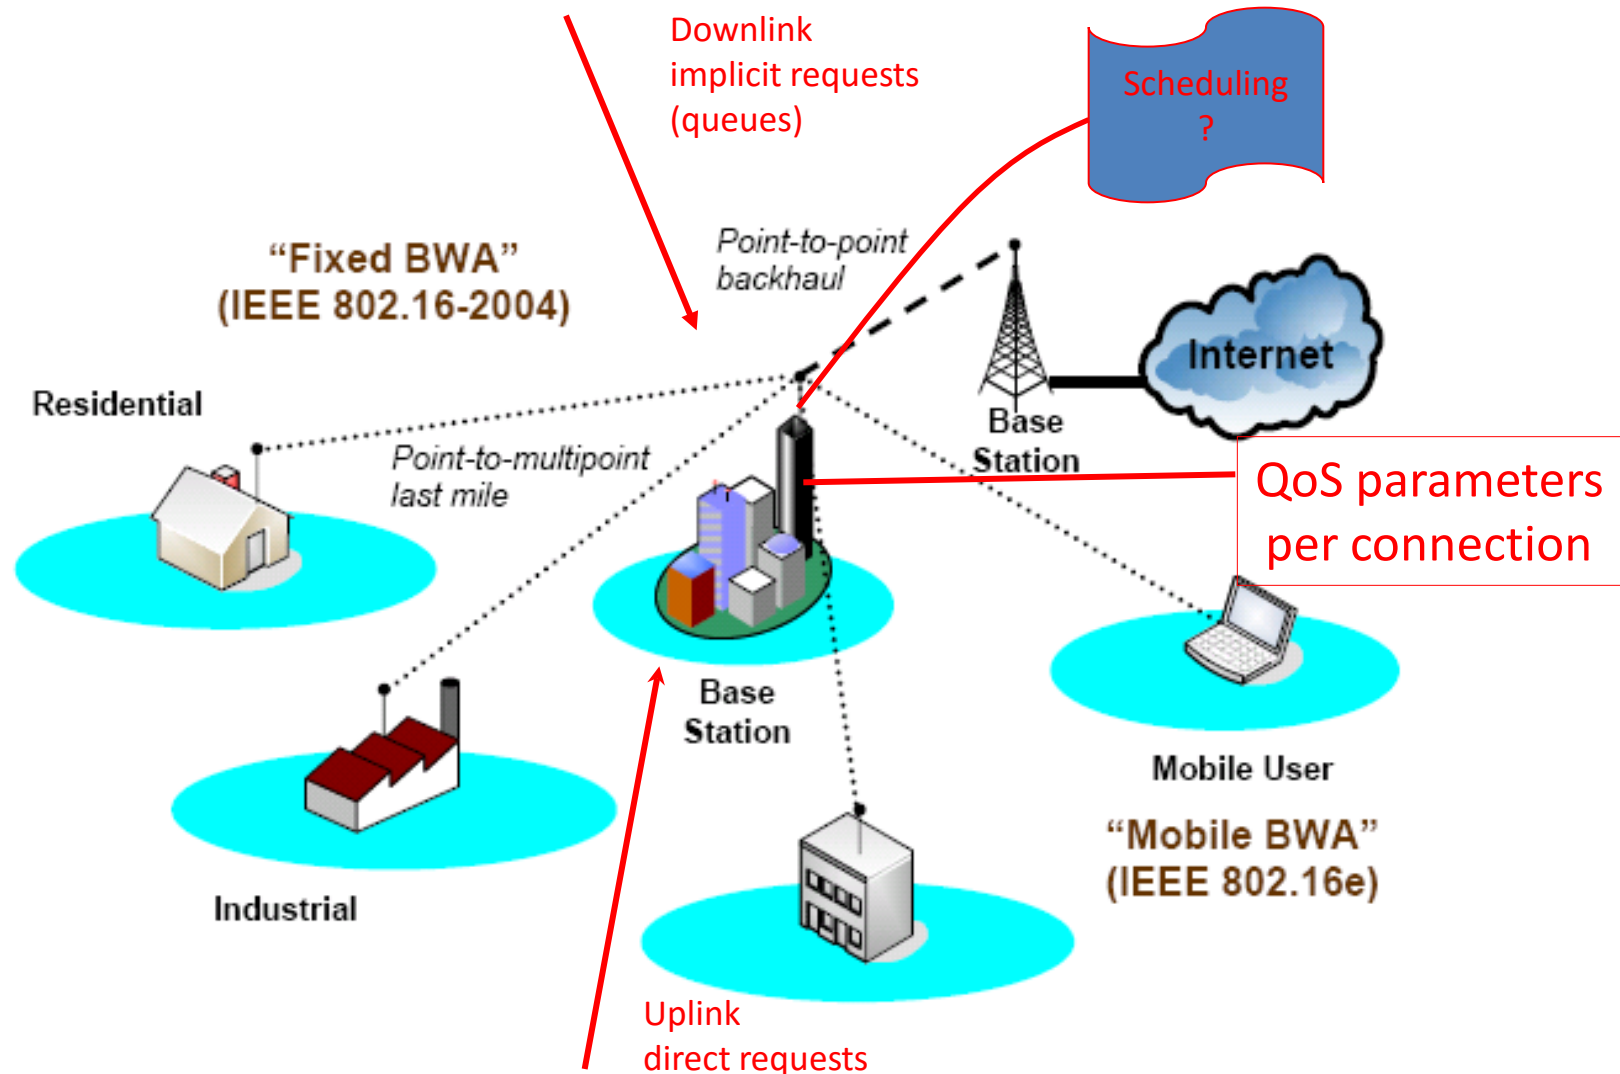 Downlink
implicit requests
(queues)
Scheduling
?
Point-to-point
backhaul
“Fixed BWA”
(IEEE 802.16-2004)
Internet
Residential
Base
Station
Point-to-multipoint
last mile
QoS parameters
per connection
Base
Station
Mobile User
“Mobile BWA”
(IEEE 802.16e)
Industrial
Uplink
direct requests